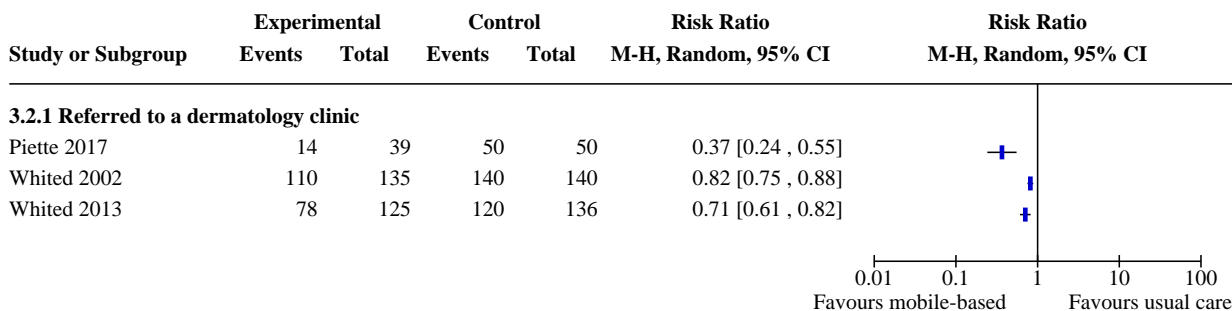 Experimental Control Risk Ratio Risk Ratio
Study or Subgroup Events Total Events Total M-H, Random, 95% CI M-H, Random, 95% CI
3.2.1 Referred to a dermatology clinic
Piette 2017 14 39 50 50 0.37 [0.24 , 0.55]
Whited 2002 110 135 140 140 0.82 [0.75 , 0.88]
Whited 2013 78 125 120 136 0.71 [0.61 , 0.82]
0.01 0.1 1 10 100
Favours mobile-based Favours usual care